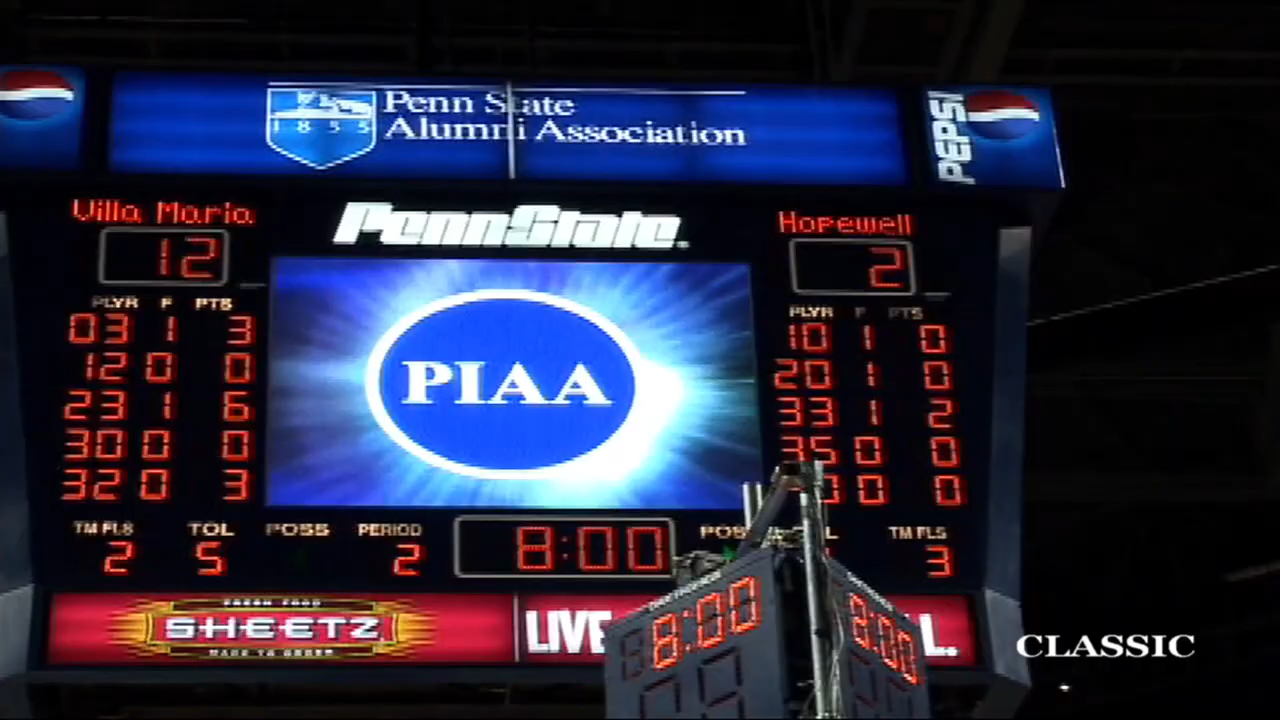 Penn State
Alumni Association
1855
PEPSI
Villa Maria
12
PennState
Hopewell
2
PIAA
PLYR F PTS
03 1 3
12 0 0
23 1 6
30 0 0
32 0 3
PLYR F PTS
10 1 0
20 1 0
33 1 2
35 0 0
0 0
TM FLS TOL POSS PERIOD
2 5 2
8:00
TM FLS
3
FRESH FOOD
SHEETZ
MADE TO ORDER
LIVE
L.
8:00
8:00
CLASSIC